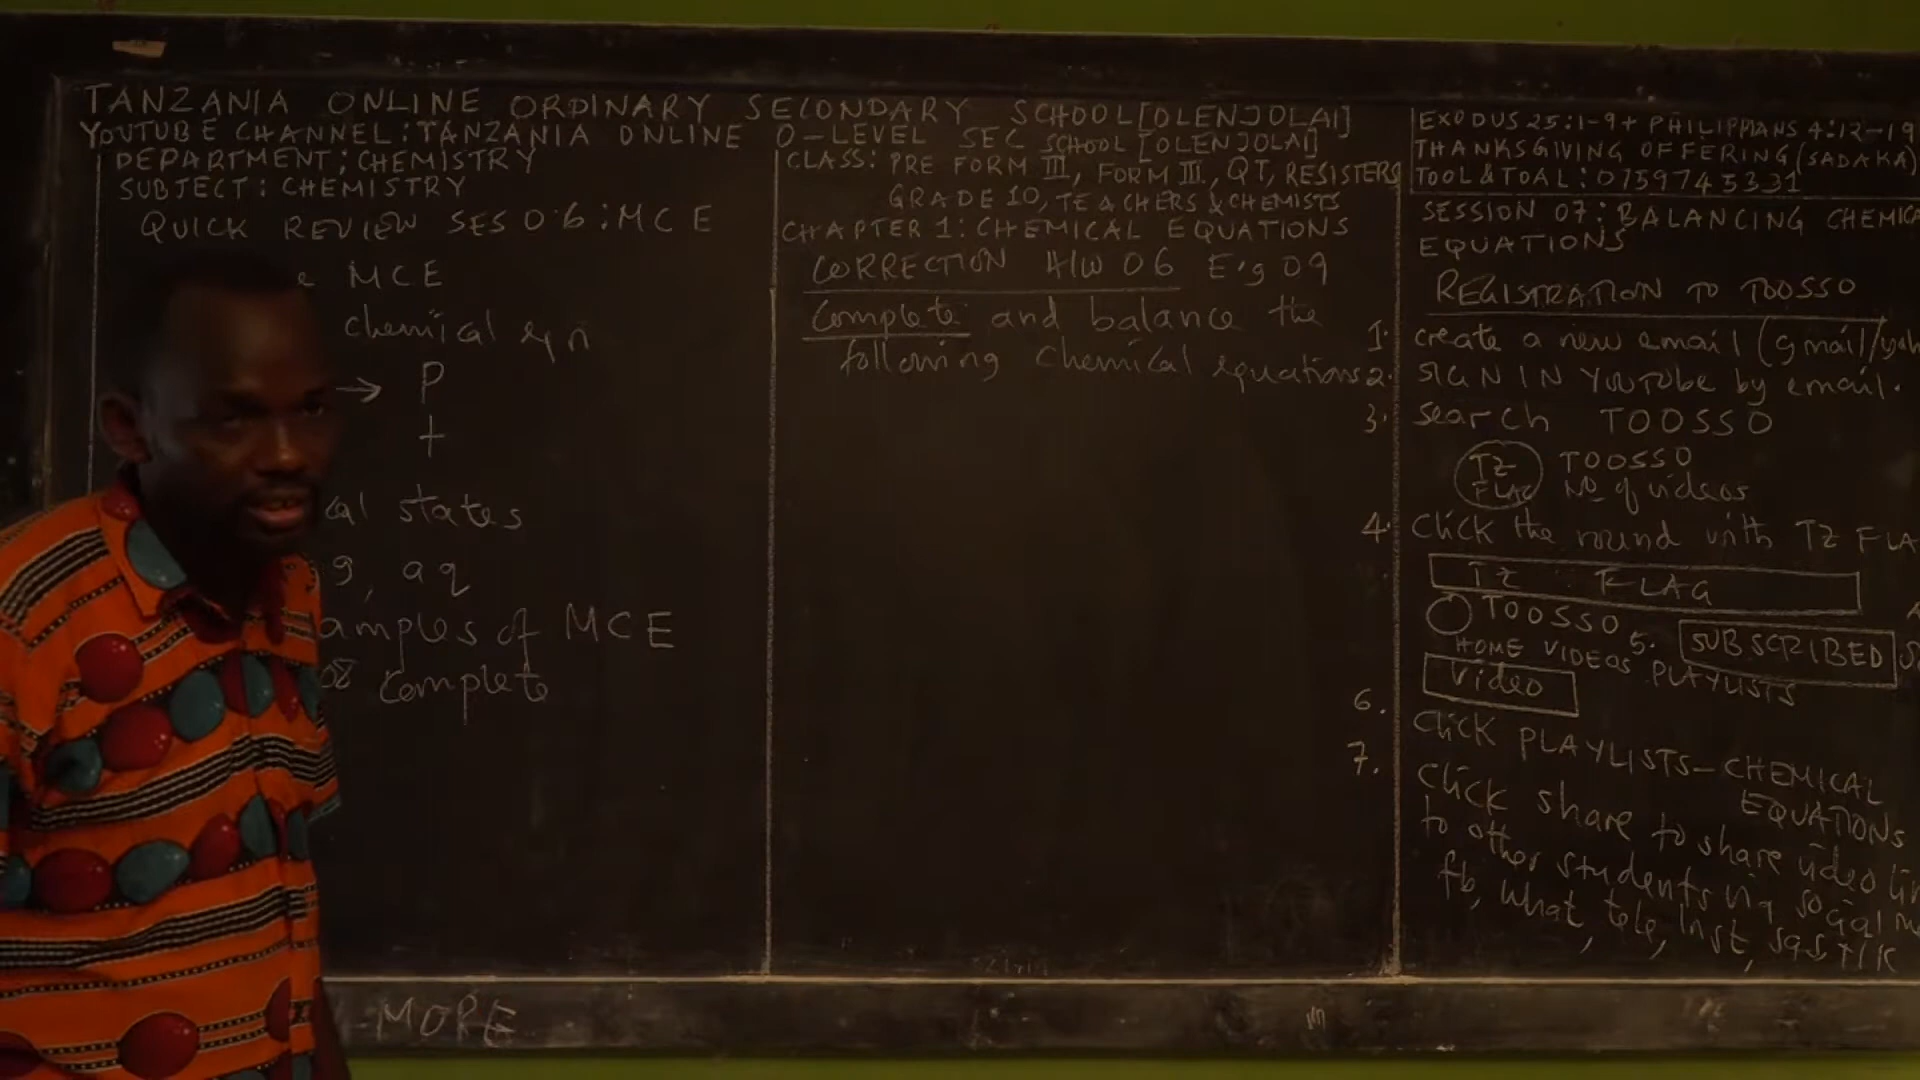 TANZANIA ONLINE ORDINARY SECONDARY SCHOOL[OLENJOLAI]
YOUTUBE CHANNEL: TANZANIA ONLINE O-LEVEL SEC SCHOOL [OLENJOLAI]
DEPARTMENT: CHEMISTRY
SUBJECT: CHEMISTRY
QUICK REVIEW SES 06: MCE
MCE
chemical eqn
→ P
+
cal states
g, aq
amples of MCE
08 complete
MORE
CLASS: PRE FORM III, FORM III, QT, RESISTERS
GRADE 10, TEACHERS & CHEMISTS
CHAPTER 1: CHEMICAL EQUATIONS
CORRECTION H/W 06 E.g 09
Complete and balance the
following chemical equations
EXODUS 25:1-9 + PHILIPPIANS 4:12-19
THANKSGIVING OFFERING (SADAKA)
TOOL & TOAL: 0759745331
SESSION 07: BALANCING CHEMICA
EQUATIONS
REGISTRATION TO TOOSSO
1. create a new email (gmail/yah
2. SIGN IN YOUTUBE by email.
3. search TOOSSO
TZ FLAG
TOOSSO
No of videos
4. Click the round with TZ FLA
TZ FLAG
TOOSSO
5. SUBSCRIBED
HOME VIDEOS PLAYLISTS
Video
6. Click PLAYLISTS-CHEMICAL
EQUATIONS
7. Click share to share video lin
to other students in social m
fb, what, tele, inst,